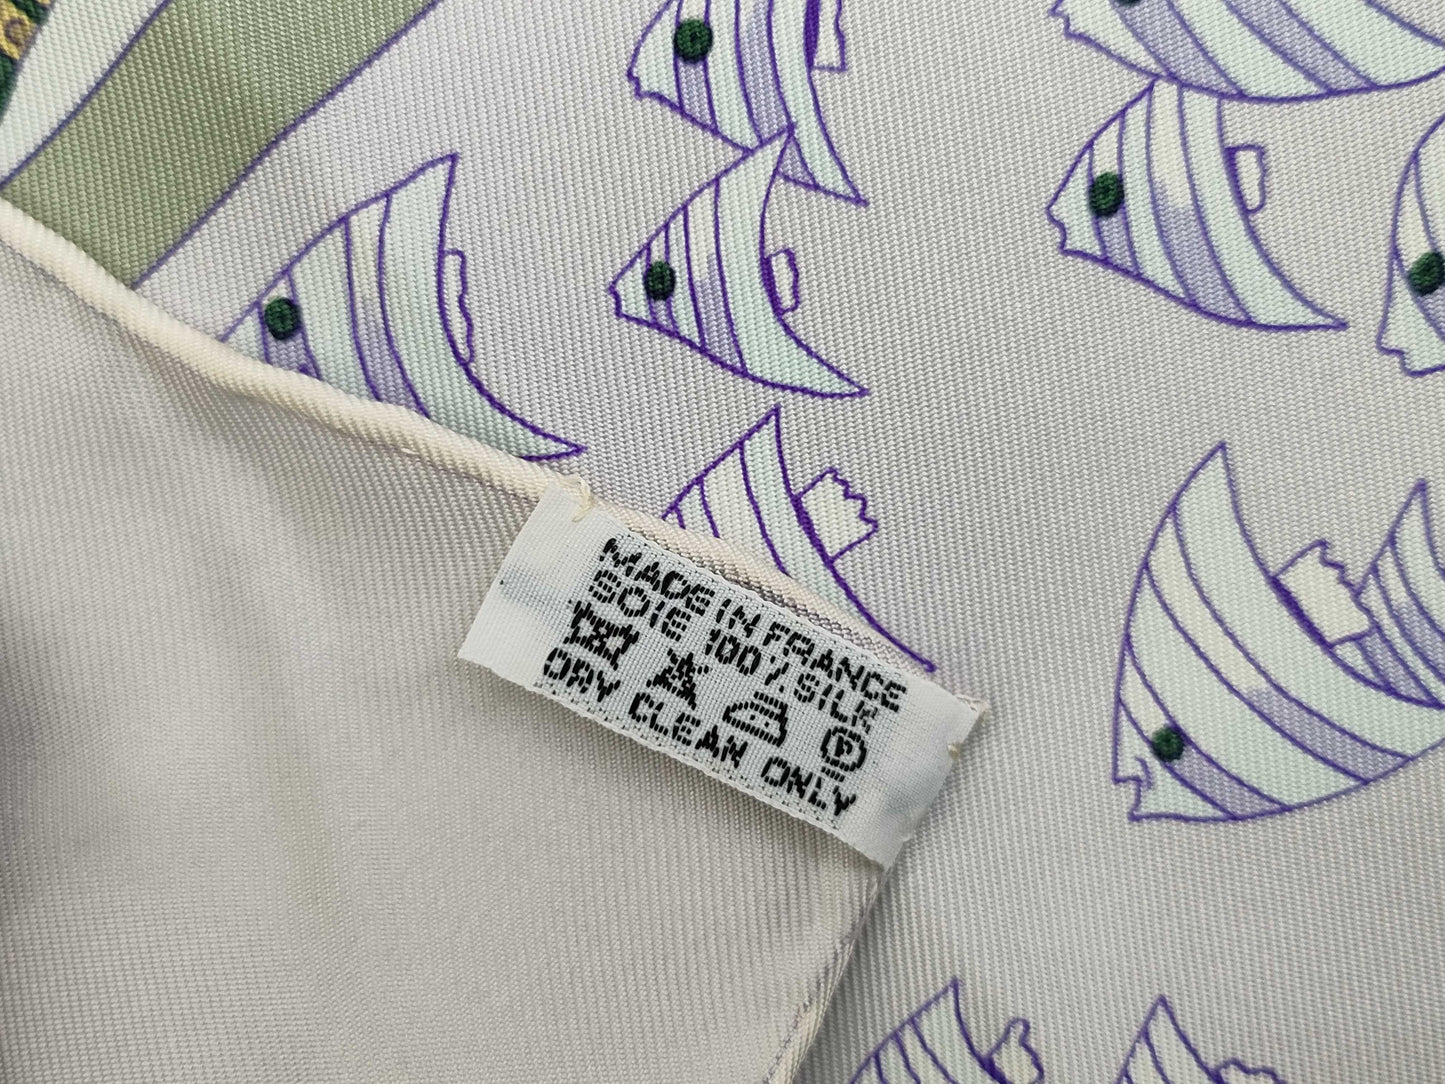 MADE IN FRANCE
SOIE 100% SILK
P
DRY CLEAN ONLY